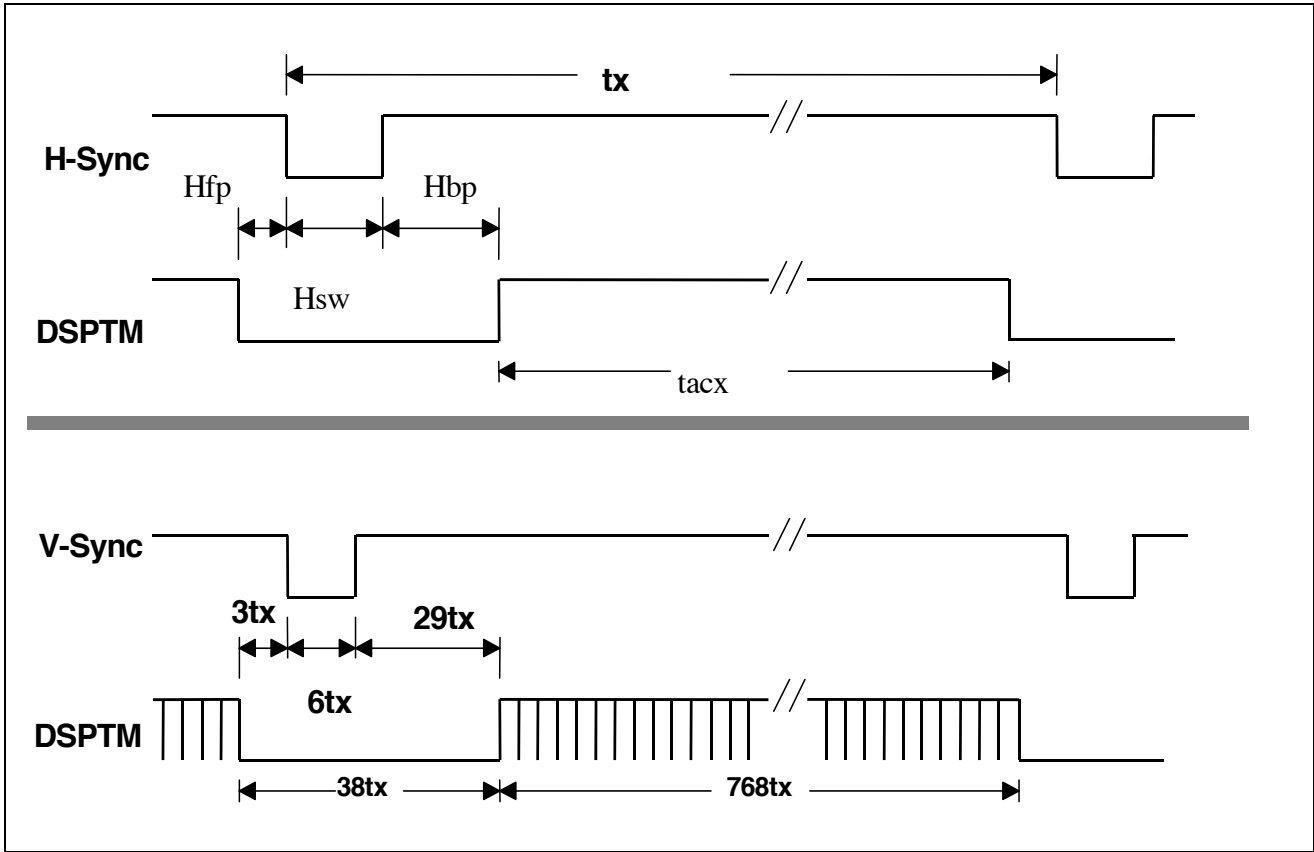 tx
H-Sync
Hfp
Hbp
Hsw
DSPTM
tacx
V-Sync
3tx
29tx
6tx
DSPTM
38tx
768tx